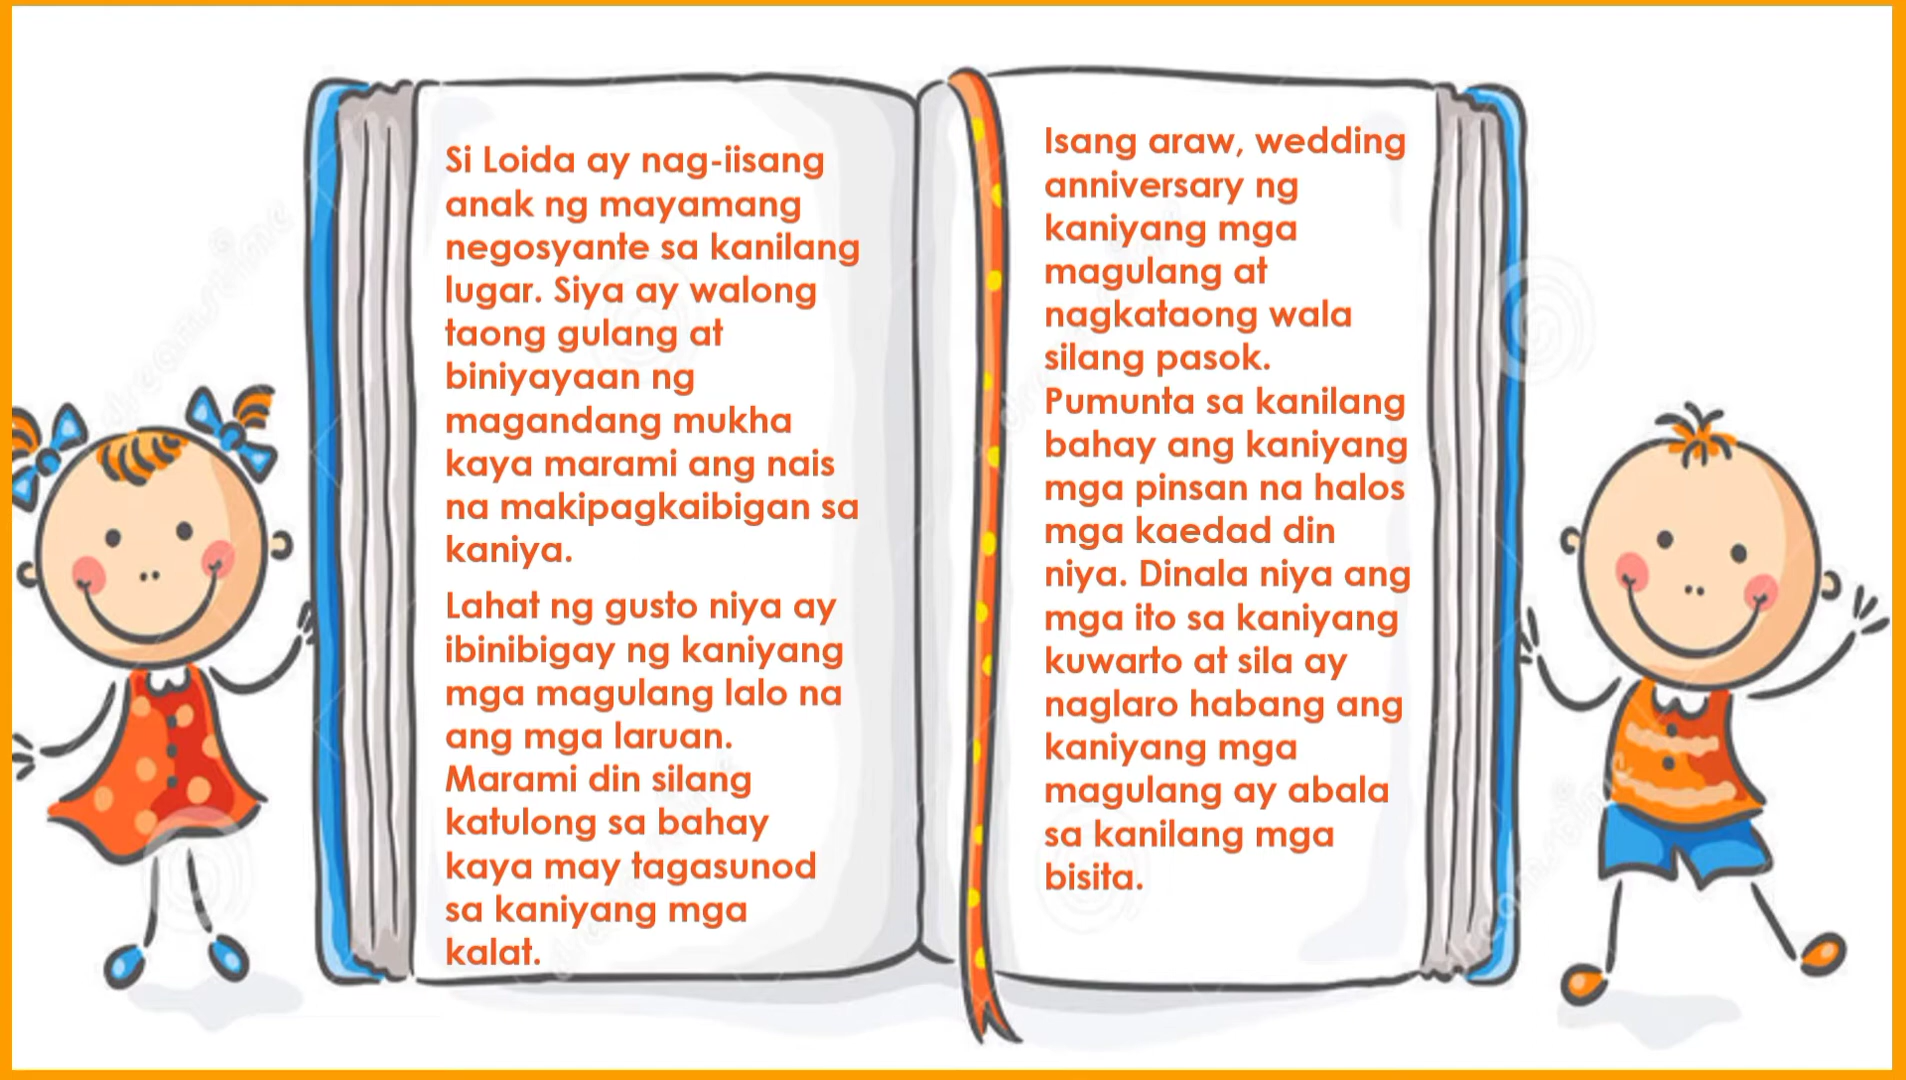 Si Loida ay nag-iisang
anak ng mayamang
negosyante sa kanilang
lugar. Siya ay walong
taong gulang at
biniyayaan ng
magandang mukha
kaya marami ang nais
na makipagkaibigan sa
kaniya.
Lahat ng gusto niya ay
ibinibigay ng kaniyang
mga magulang lalo na
ang mga laruan.
Marami din silang
katulong sa bahay
kaya may tagasunod
sa kaniyang mga
kalat.
Isang araw, wedding
anniversary ng
kaniyang mga
magulang at
nagkataong wala
silang pasok.
Pumunta sa kanilang
bahay ang kaniyang
mga pinsan na halos
mga kaedad din
niya. Dinala niya ang
mga ito sa kaniyang
kuwarto at sila ay
naglaro habang ang
kaniyang mga
magulang ay abala
sa kanilang mga
bisita.
dreamstime